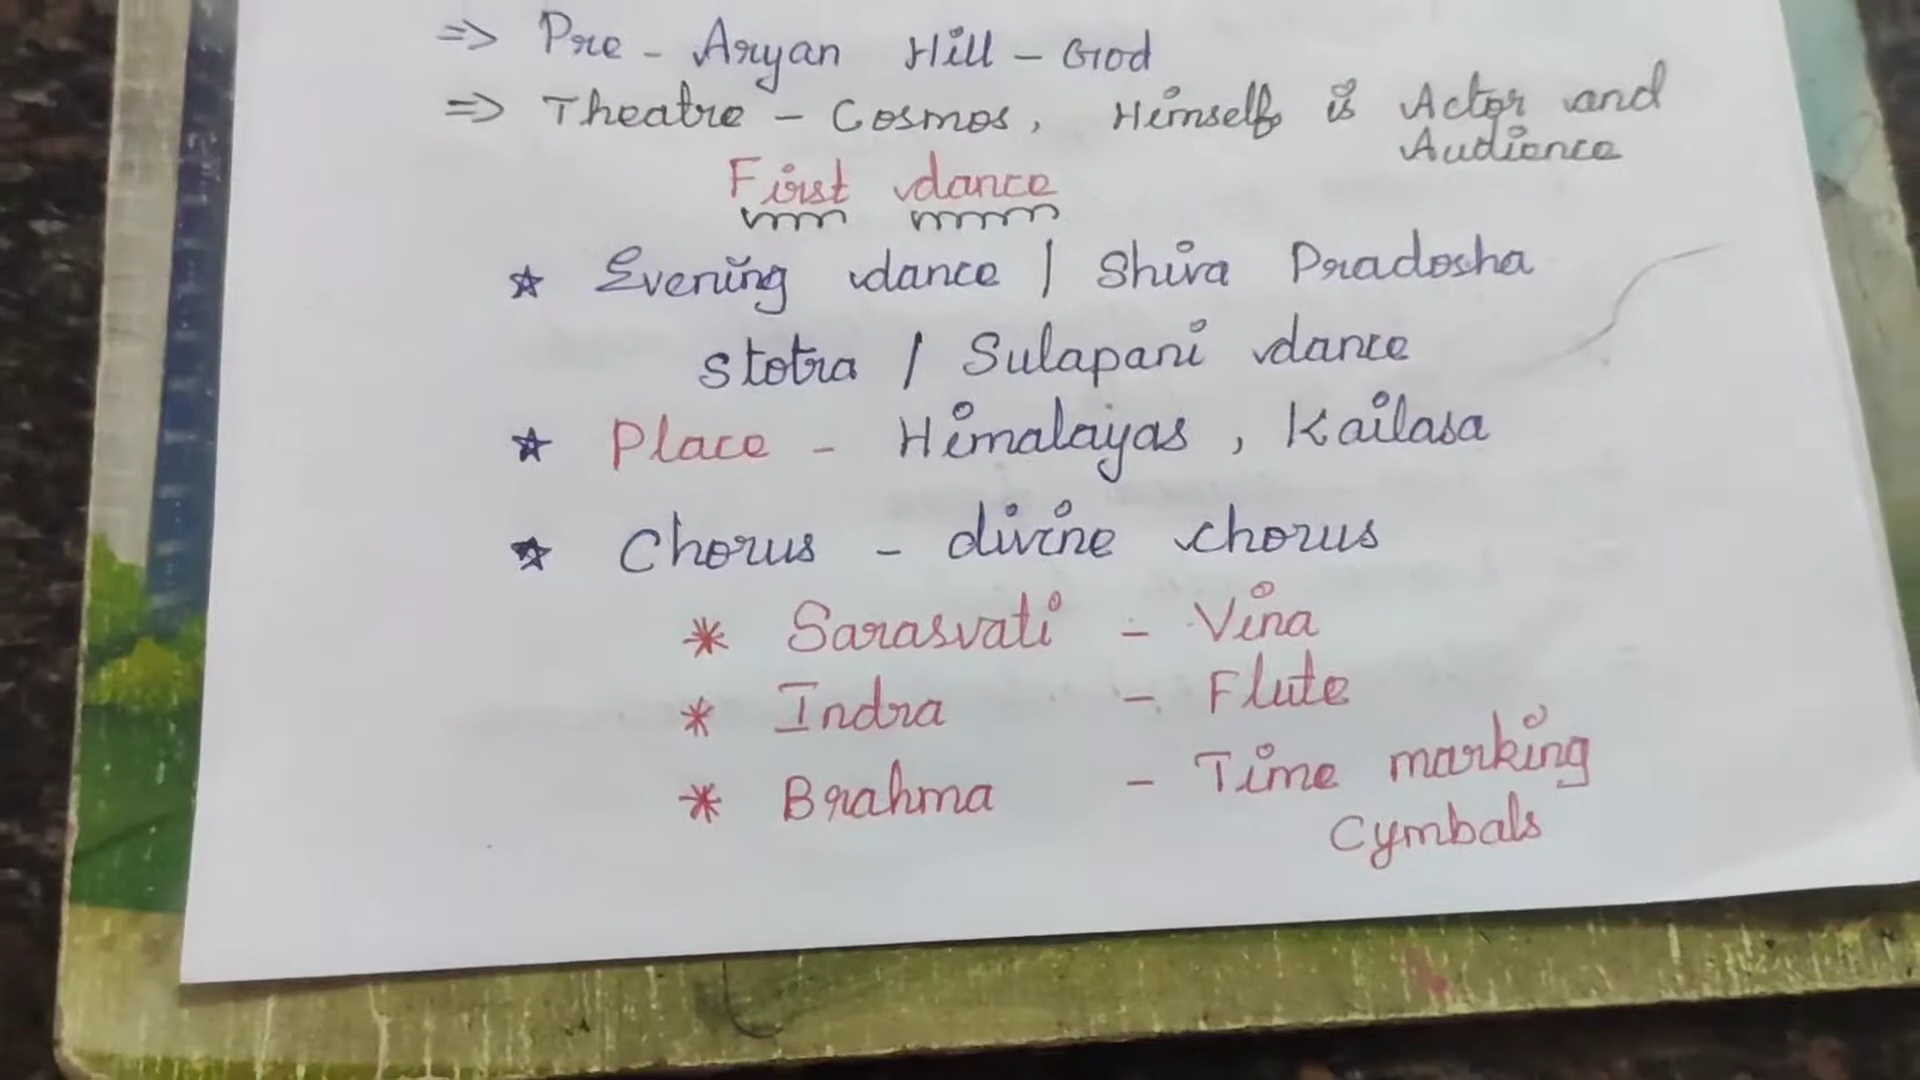 => Pre - Aryan Hill - God
=> Theatre - Cosmos, Himself is Actor and
Audience
First dance
☆ Evening dance / Shiva Pradosha
stotra / Sulapani dance
☆ Place - Himalayas, Kailasa
☆ Chorus - divine chorus
* Sarasvati - Vina
* Indra - Flute
* Brahma - Time marking
Cymbals